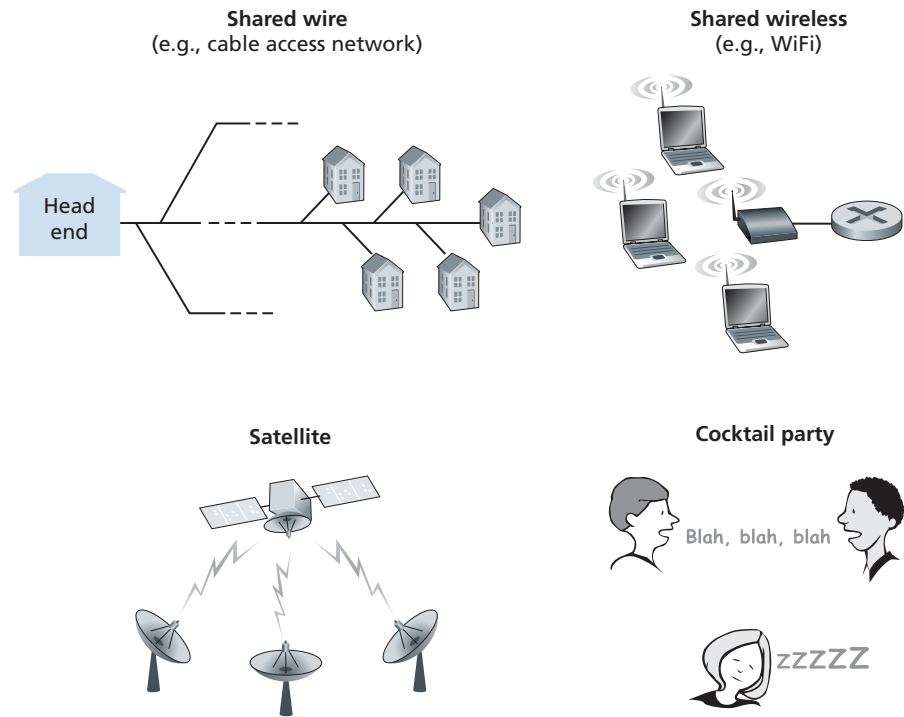 Shared wire
(e.g., cable access network)
Shared wireless
(e.g., WiFi)
Head
end
Satellite
Cocktail party
Blah, blah, blah
zzzzz